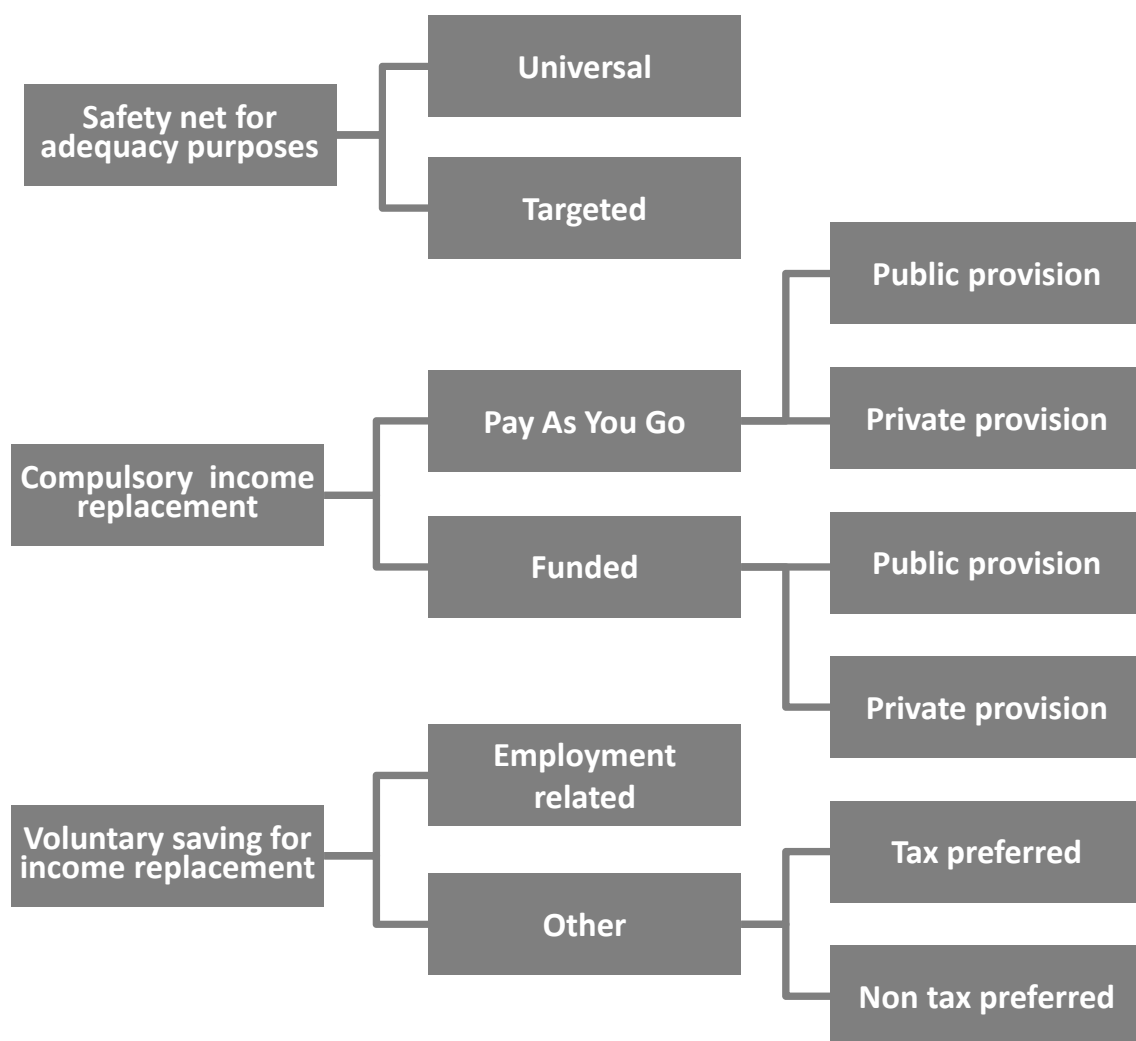 Safety net for
adequacy purposes
Universal
Targeted
Compulsory  income
replacement
Pay As You Go
Public provision
Private provision
Funded
Public provision
Private provision
Voluntary saving for
income replacement
Employment
related
Other
Tax preferred
Non tax preferred